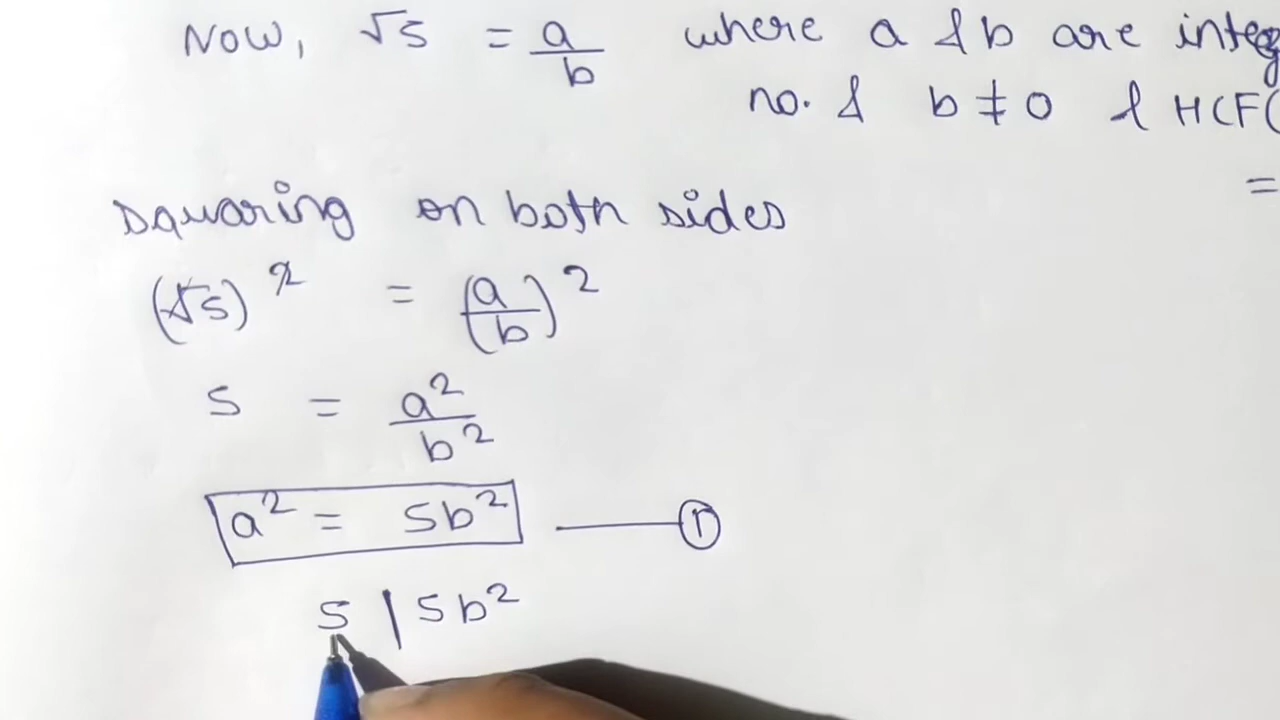 Now, √5 = a/b where a & b are integ
no. & b ≠ 0 & HCF(
=
Squaring on both sides
(√5)² = (a/b)²
5 = a²/b²
a² = 5b² —— ①
5 | 5b²